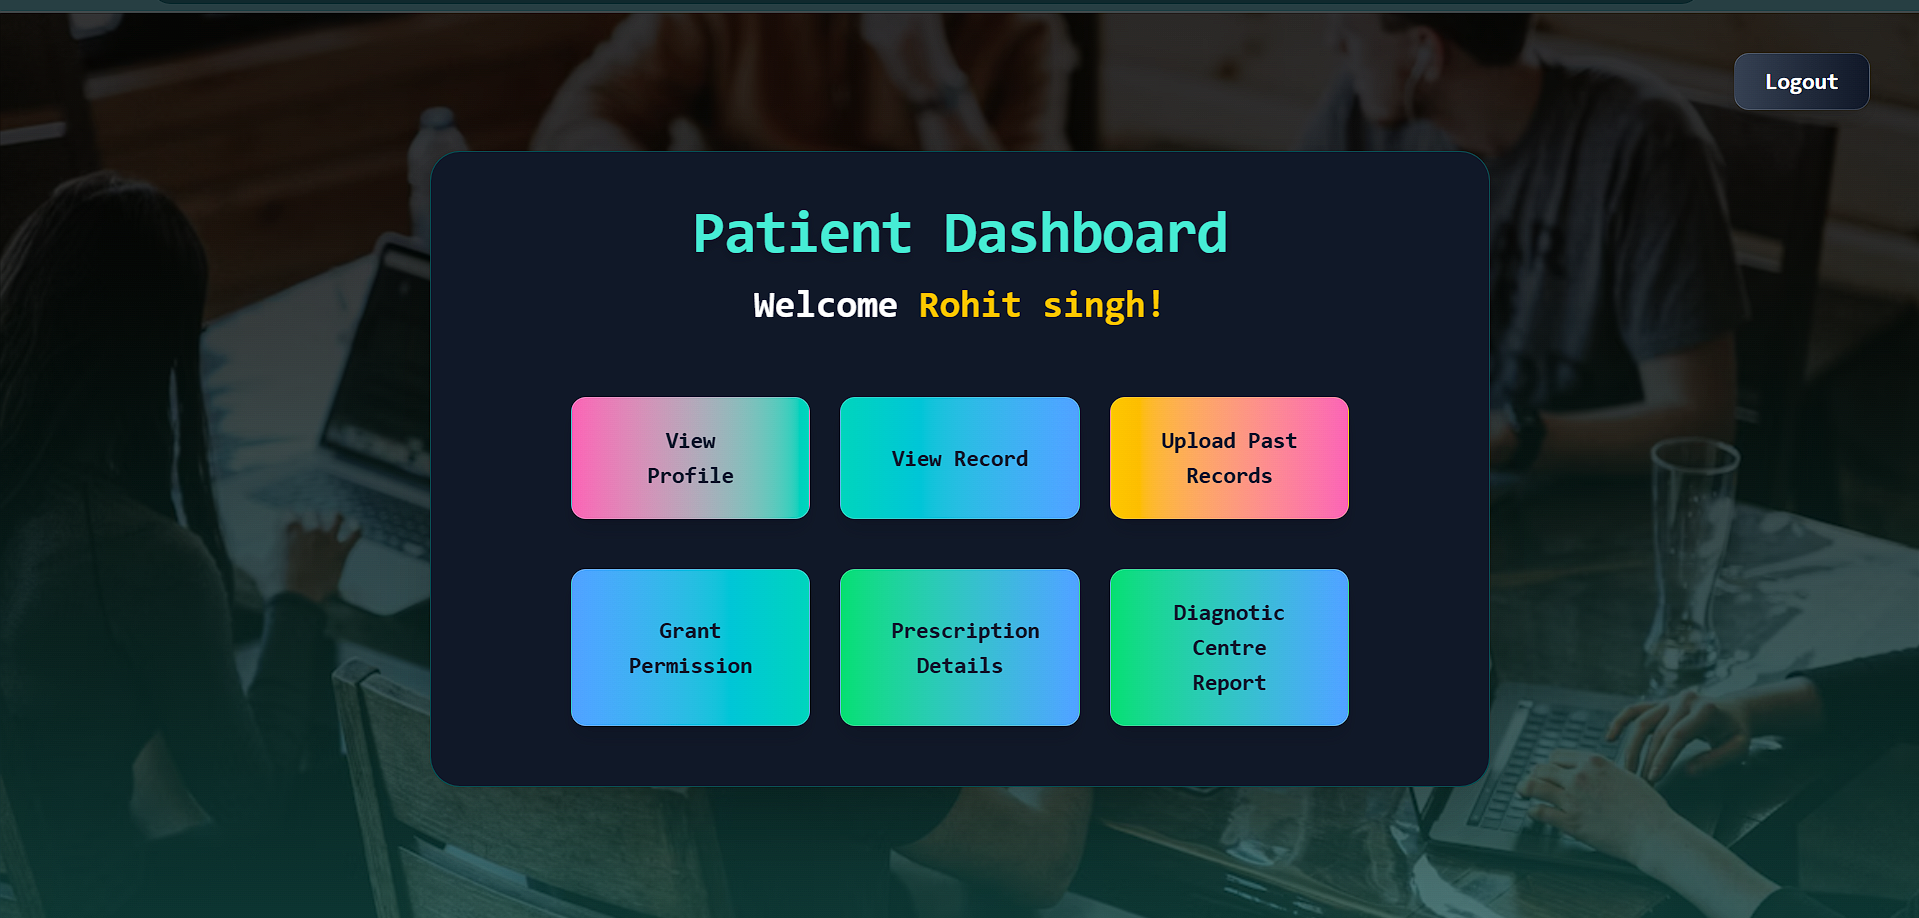 Logout
Patient Dashboard
Welcome Rohit singh!
View
Profile
View Record
Upload Past
Records
Grant
Permission
Prescription
Details
Diagnotic
Centre
Report